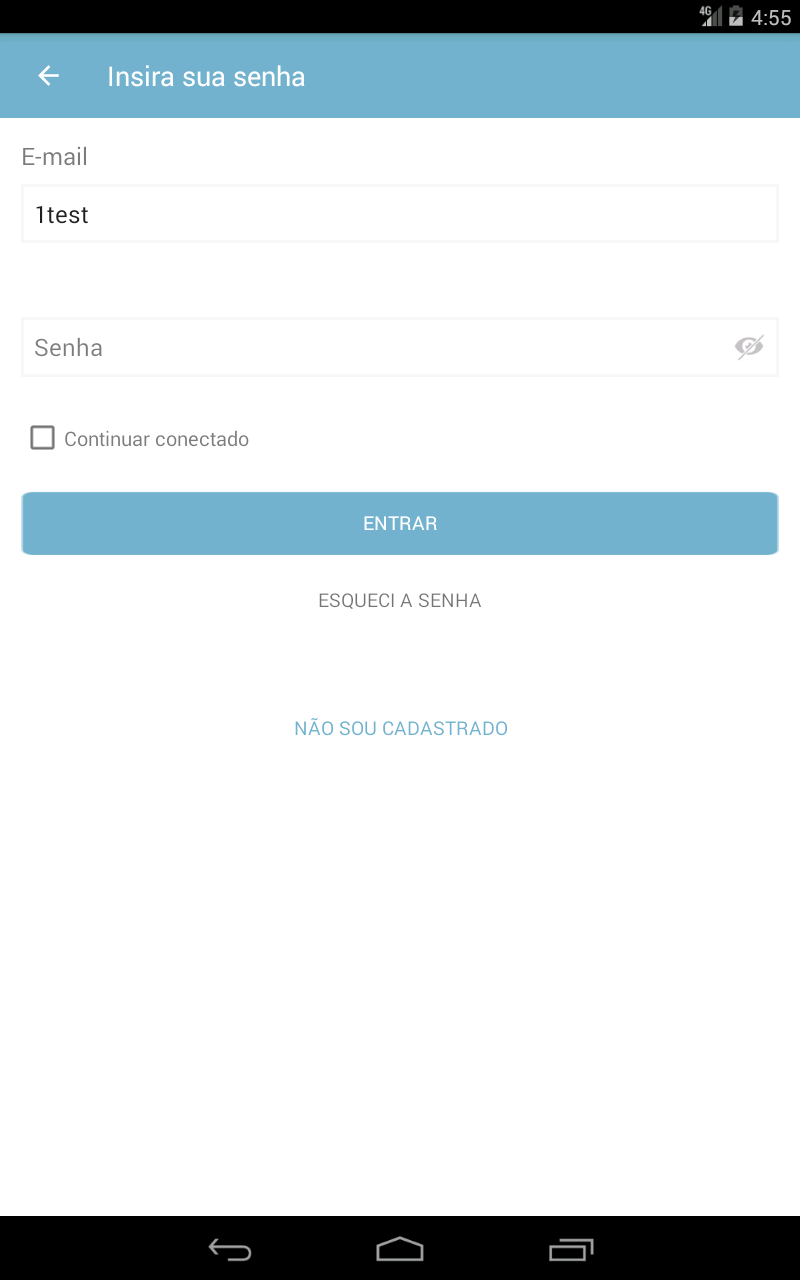 4G 4:55
Insira sua senha
E-mail
1test
Senha
Continuar conectado
ENTRAR
ESQUECI A SENHA
NÃO SOU CADASTRADO